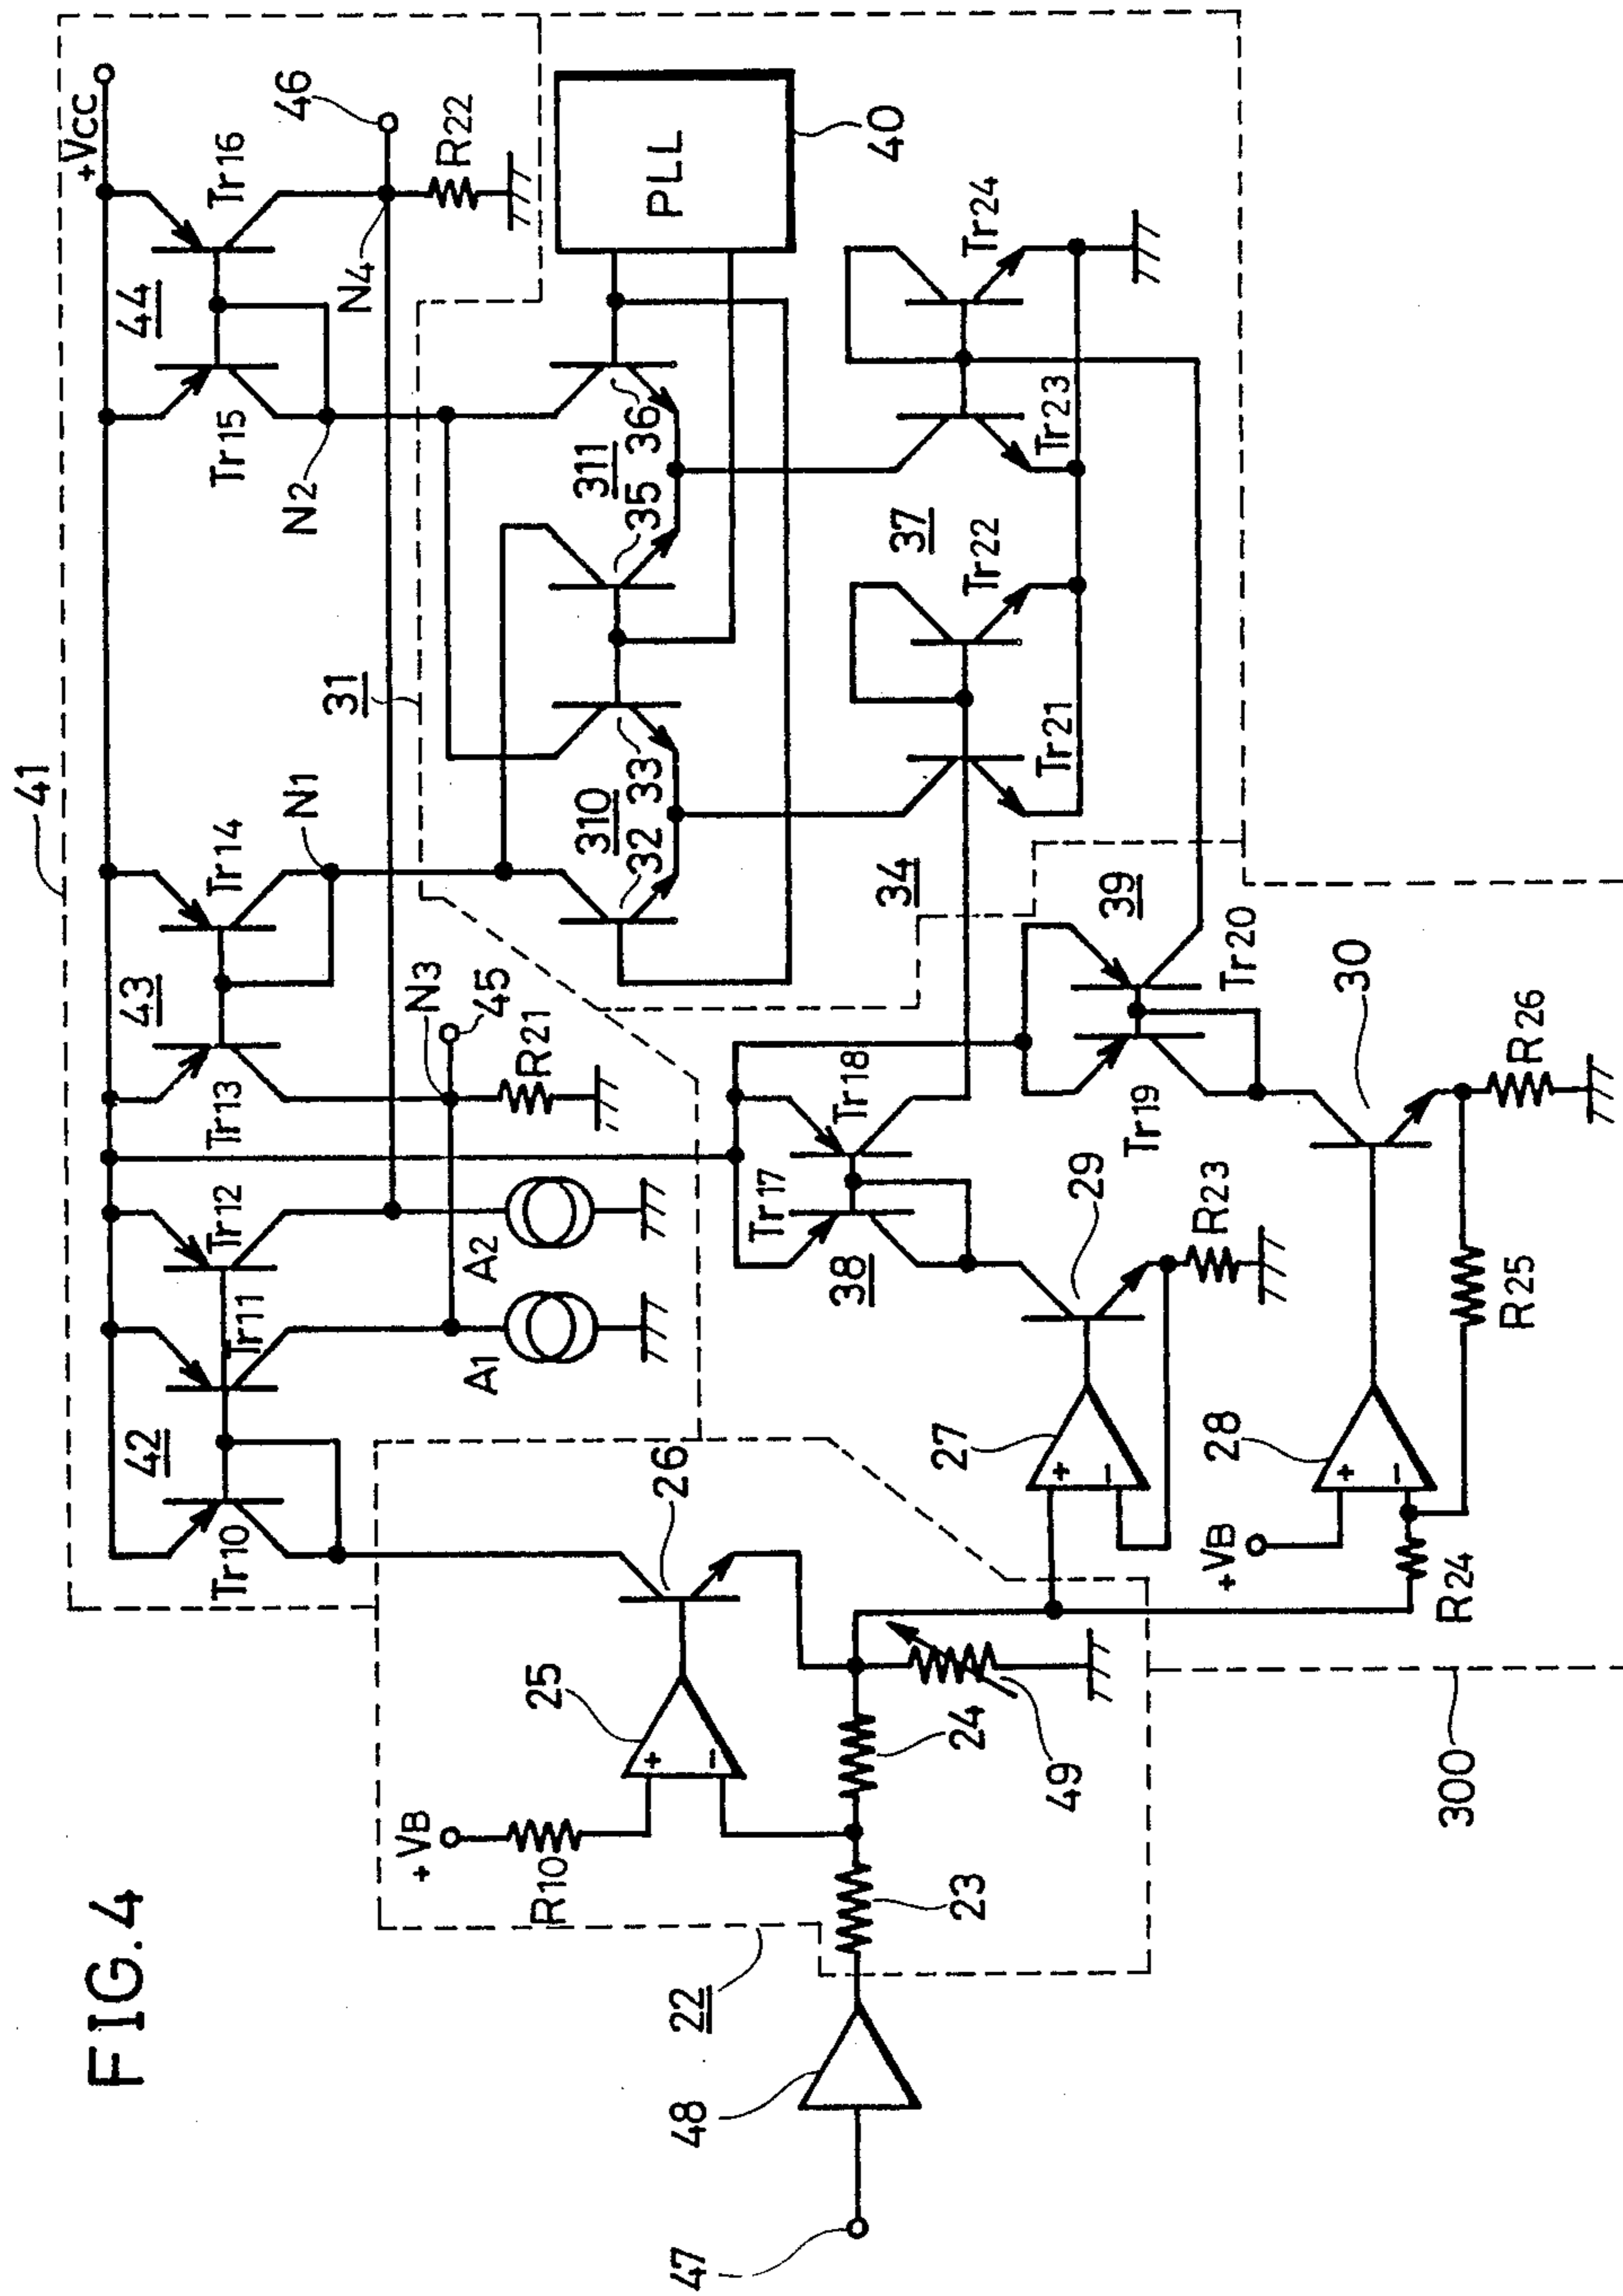 FIG.4
41
+VCC
44
Tr16
46
N4
R22
Tr15
N2
43
Tr14
N1
Tr13
N3
45
R21
42
Tr10
Tr11
Tr12
A1
A2
31
PLL
40
36
311
35
33
310
32
37
Tr24
Tr23
Tr22
Tr21
34
39
Tr20
Tr19
30
R26
R25
Tr18
Tr17
38
29
R23
27
+
−
28
+
−
+VB
R24
26
25
+
−
+VB
R10
24
49
23
22
48
47
300